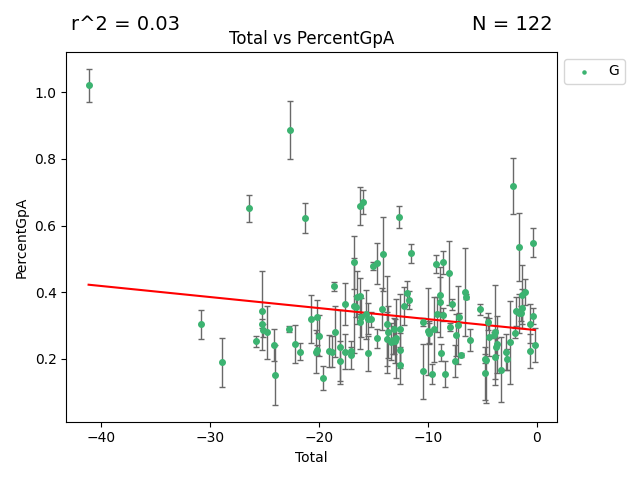 r^2 = 0.03
N = 122
Total vs PercentGpA
G
1.0
0.8
0.6
0.4
0.2
PercentGpA
−40
−30
−20
−10
0
Total